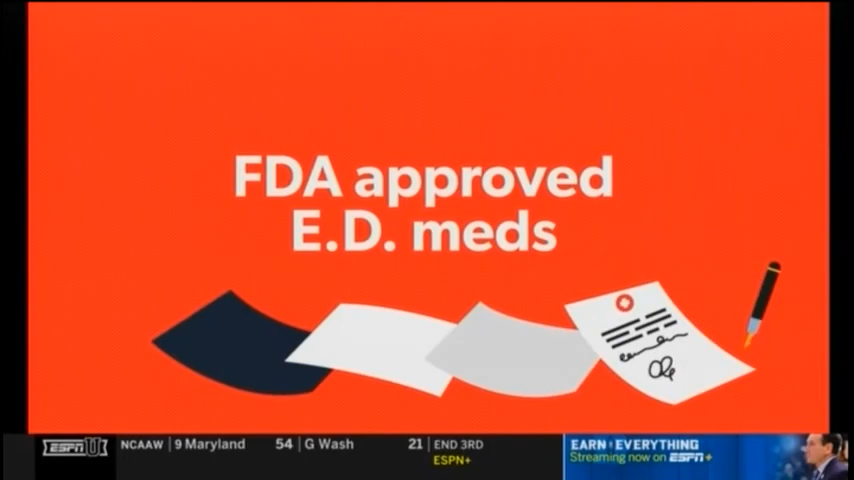 FDA approved
E.D. meds
ESPNU
NCAAW
9 Maryland 54
G Wash 21
END 3RD
ESPN+
EARN EVERYTHING
Streaming now on ESPN+